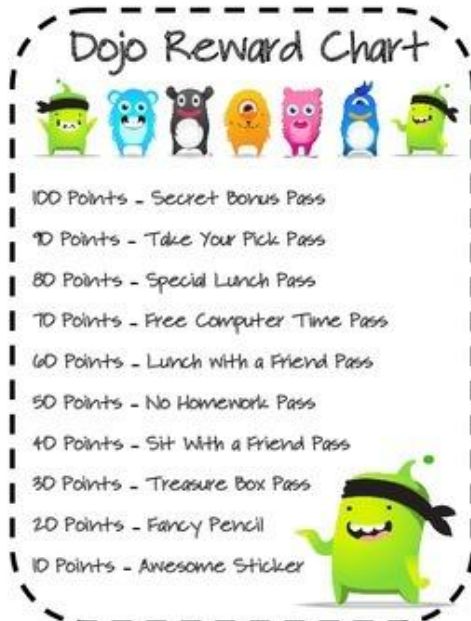 Dojo Reward Chart
100 Points - Secret Bonus Pass
90 Points - Take Your Pick Pass
80 Points - Special Lunch Pass
70 Points - Free Computer Time Pass
60 Points - Lunch with a Friend Pass
50 Points - No Homework Pass
40 Points - Sit With a Friend Pass
30 Points - Treasure Box Pass
20 Points - Fancy Pencil
10 Points - Awesome Sticker